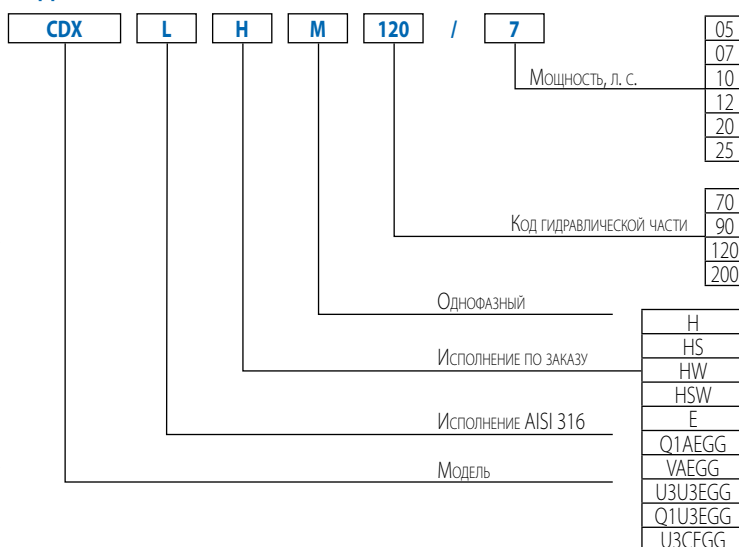 CDX L H M 120 / 7
05
07
Мощность, л. с. 10
12
20
25
70
Код гидравлической части 90
120
200
Однофазный
H
HS
Исполнение по заказу HW
HSW
Исполнение AISI 316 E
Q1AEGG
Модель VAEGG
U3U3EGG
Q1U3EGG
U3CEGG